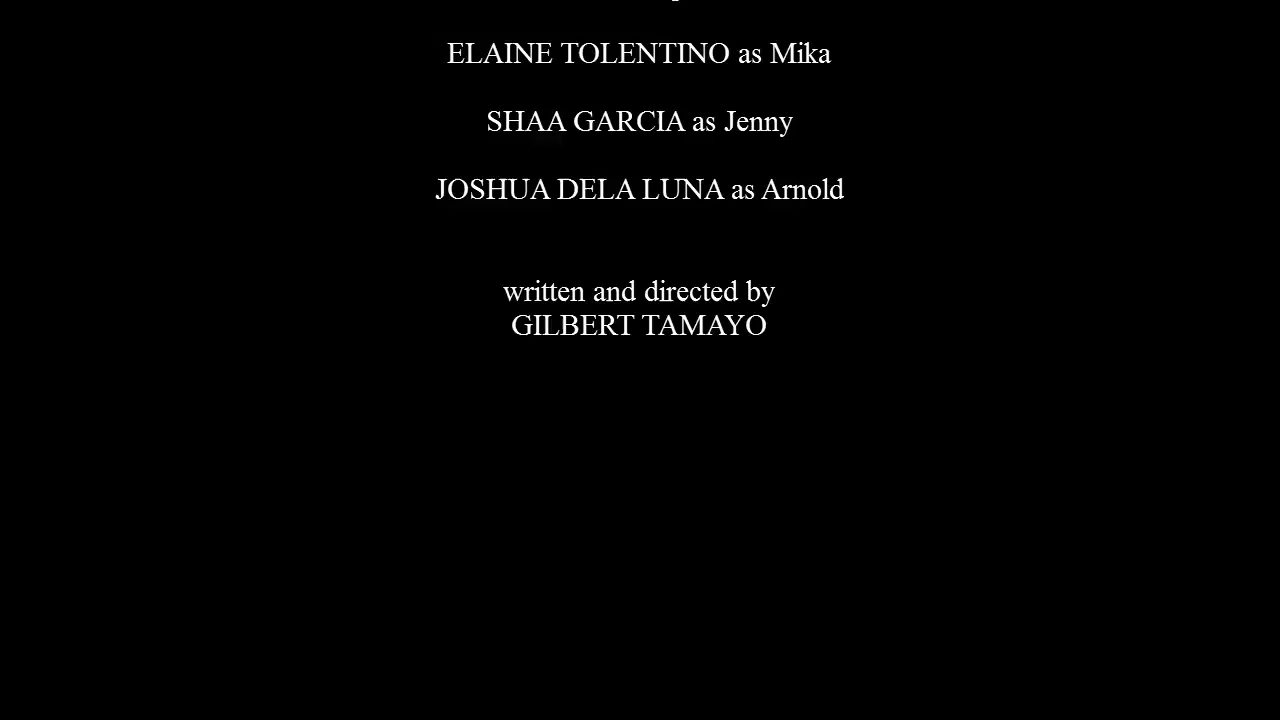 ELAINE TOLENTINO as Mika
SHAA GARCIA as Jenny
JOSHUA DELA LUNA as Arnold
written and directed by
GILBERT TAMAYO